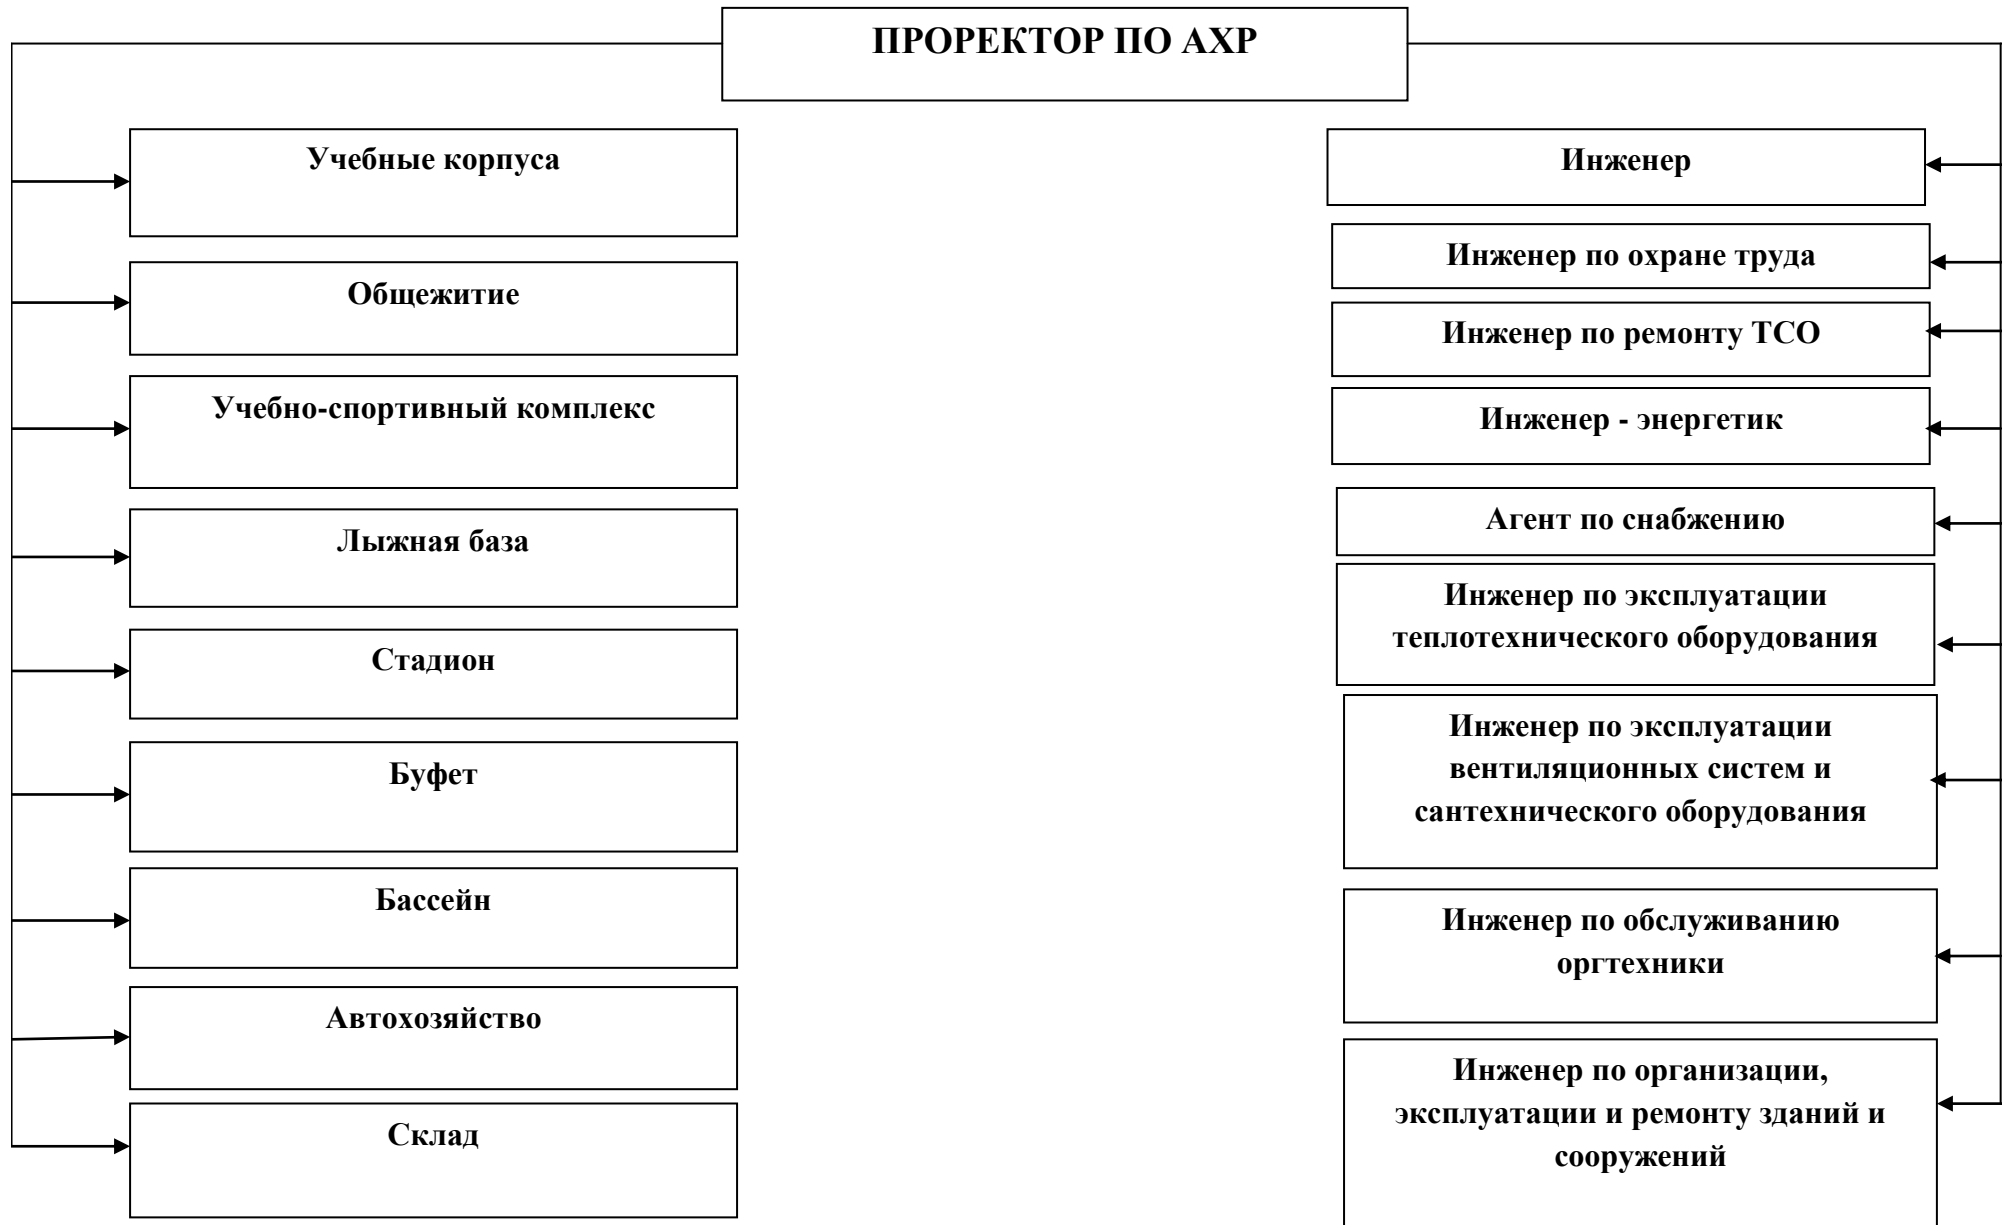 ПРОРЕКТОР ПО АХР
Учебные корпуса
Общежитие
Учебно-спортивный комплекс
Лыжная база
Стадион
Буфет
Бассейн
Автохозяйство
Склад
Инженер
Инженер по охране труда
Инженер по ремонту ТСО
Инженер - энергетик
Агент по снабжению
Инженер по эксплуатации
теплотехнического оборудования
Инженер по эксплуатации
вентиляционных систем и
сантехнического оборудования
Инженер по обслуживанию
оргтехники
Инженер по организации,
эксплуатации и ремонту зданий и
сооружений